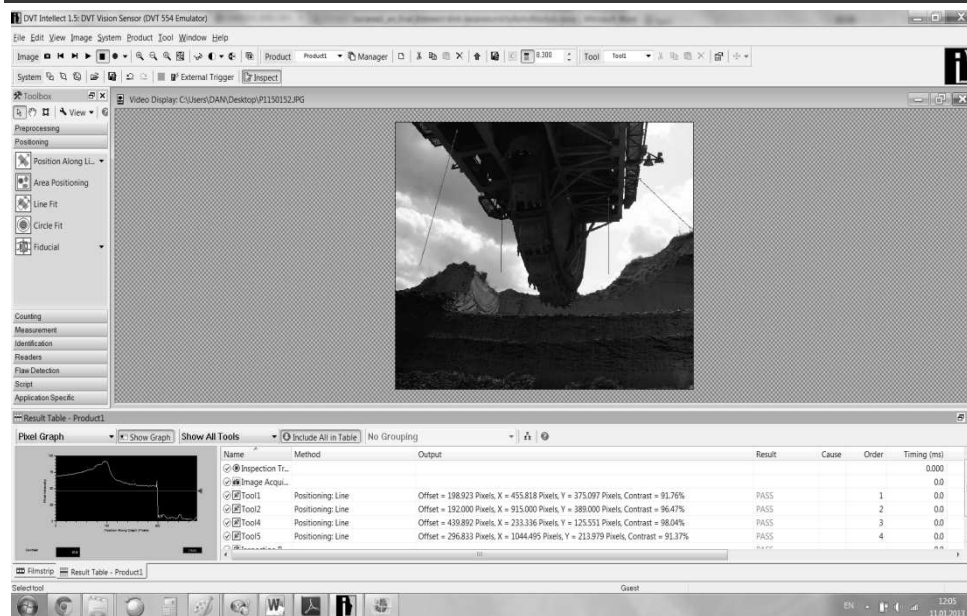 DVT Intellect 1.5: DVT Vision Sensor (DVT 554 Emulator)
File Edit View Image System Product Tool Window Help
Image Product Product1 Manager 8.300 Tool Tool1
System External Trigger Inspect
Toolbox
Video Display: C:\Users\DAN\Desktop\P1150152.JPG
View
Preprocessing
Positioning
Position Along Li...
Area Positioning
Line Fit
Circle Fit
Fiducial
Counting
Measurement
Identification
Readers
Flaw Detection
Script
Application Specific
Result Table - Product1
Pixel Graph Show Graph Show All Tools Include All in Table No Grouping
Name Method Output Result Cause Order Timing (ms)
Inspection Tr... 0.000
Image Acqui... 0.0
Tool1 Positioning: Line Offset = 198.923 Pixels, X = 455.818 Pixels, Y = 375.097 Pixels, Contrast = 91.76% PASS 1 0.0
Tool2 Positioning: Line Offset = 192.000 Pixels, X = 915.000 Pixels, Y = 389.000 Pixels, Contrast = 96.47% PASS 2 0.0
Tool4 Positioning: Line Offset = 439.892 Pixels, X = 233.336 Pixels, Y = 125.551 Pixels, Contrast = 98.04% PASS 3 0.0
Tool5 Positioning: Line Offset = 296.833 Pixels, X = 1044.495 Pixels, Y = 213.979 Pixels, Contrast = 91.37% PASS 4 0.0
Filmstrip Result Table - Product1
Select tool Guest
EN 12:05
11.01.2013